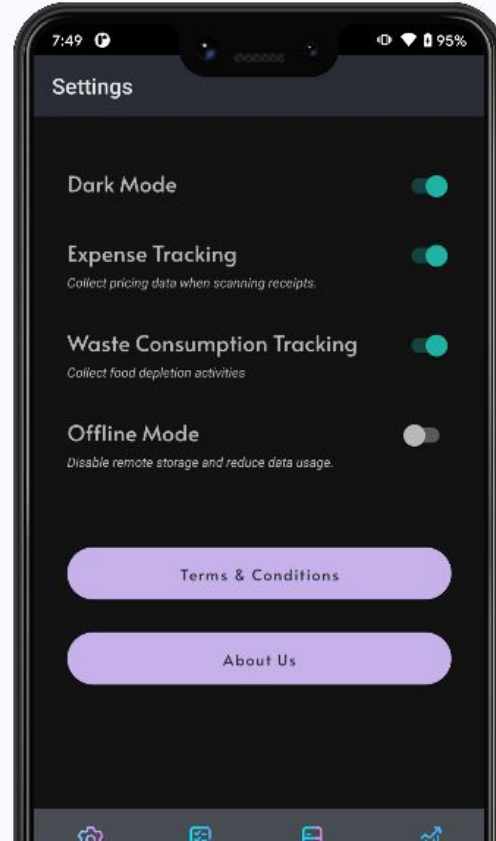 7:49
95%
Settings
Dark Mode
Expense Tracking
Collect pricing data when scanning receipts.
Waste Consumption Tracking
Collect food depletion activities
Offline Mode
Disable remote storage and reduce data usage.
Terms & Conditions
About Us